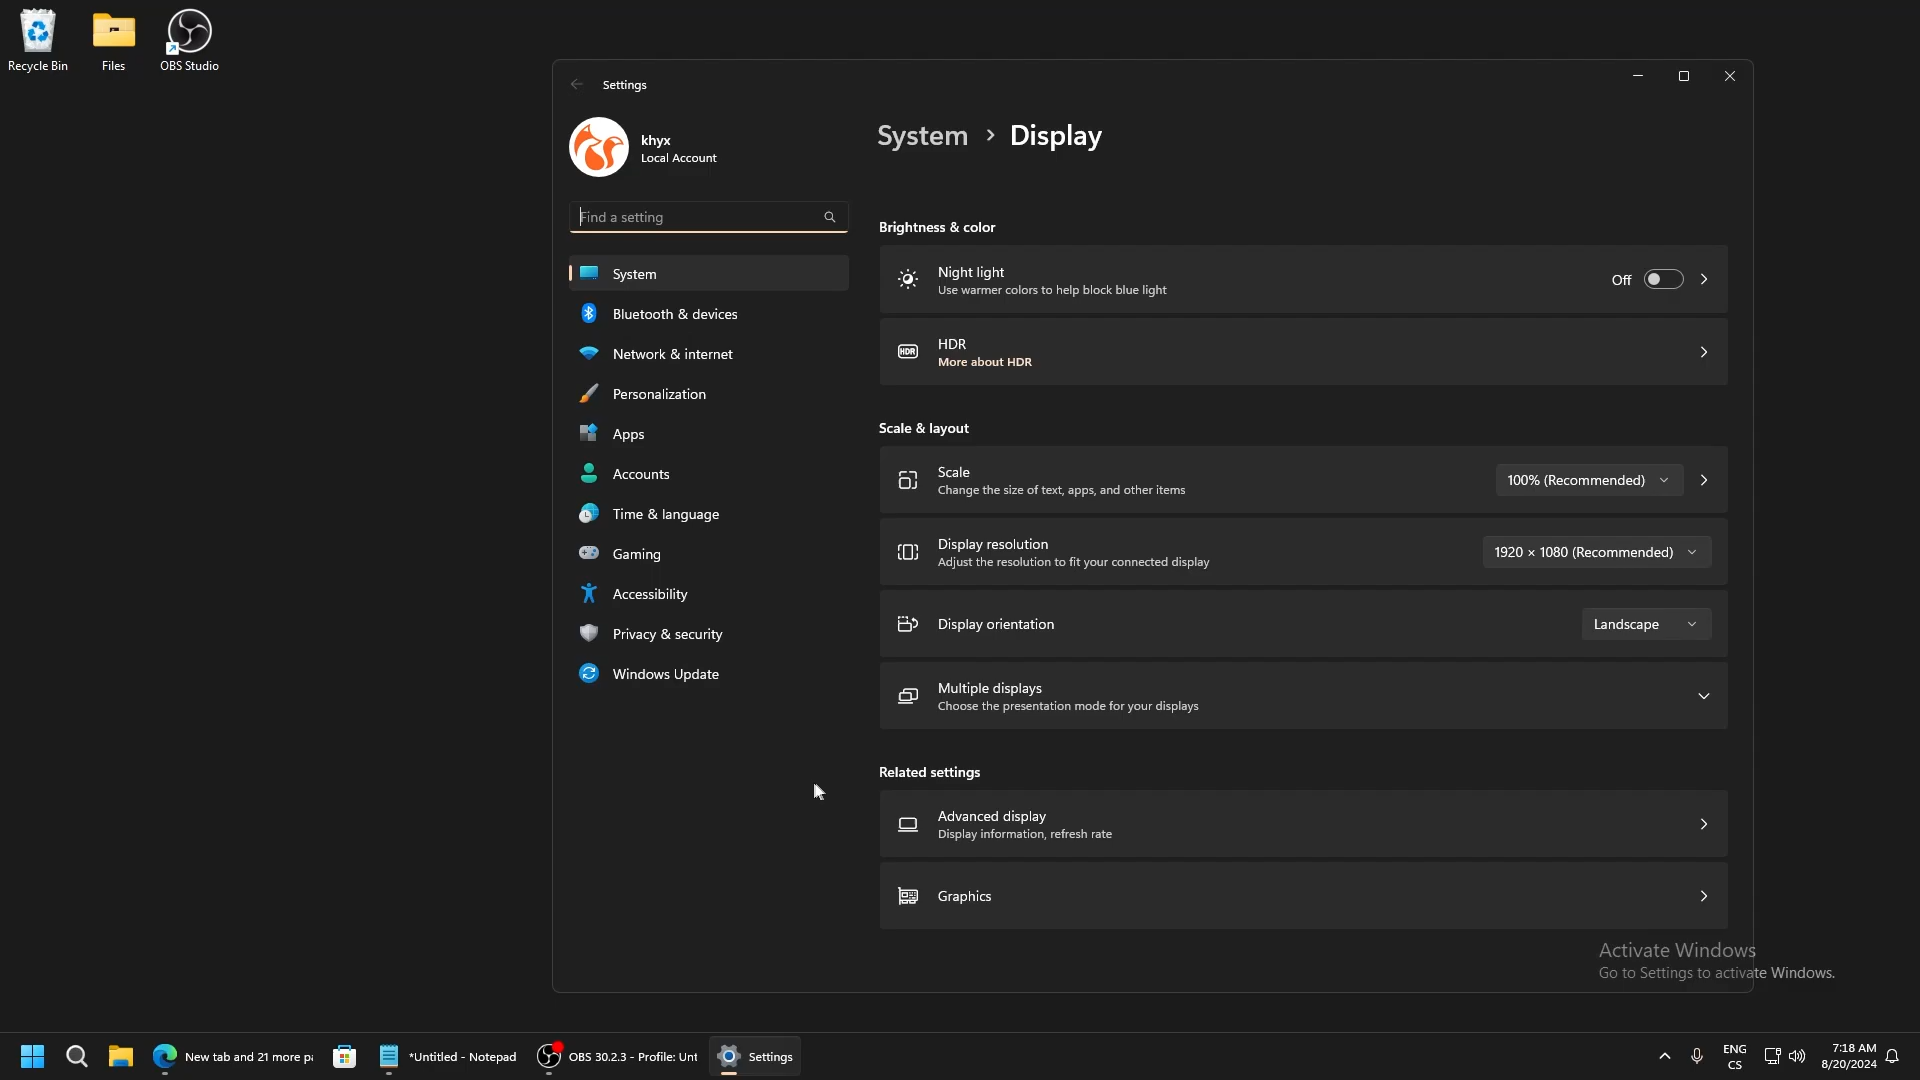 Recycle Bin
Files
OBS Studio
Settings
khyx
Local Account
Find a setting
System
Bluetooth & devices
Network & internet
Personalization
Apps
Accounts
Time & language
Gaming
Accessibility
Privacy & security
Windows Update
System › Display
Brightness & color
Night light
Use warmer colors to help block blue light
Off
HDR
HDR
More about HDR
Scale & layout
Scale
Change the size of text, apps, and other items
100% (Recommended)
Display resolution
Adjust the resolution to fit your connected display
1920 × 1080 (Recommended)
Display orientation
Landscape
Multiple displays
Choose the presentation mode for your displays
Related settings
Advanced display
Display information, refresh rate
Graphics
Activate Windows
Go to Settings to activate Windows.
New tab and 21 more pa
*Untitled - Notepad
OBS 30.2.3 - Profile: Unt
Settings
ENG
CS
7:18 AM
8/20/2024